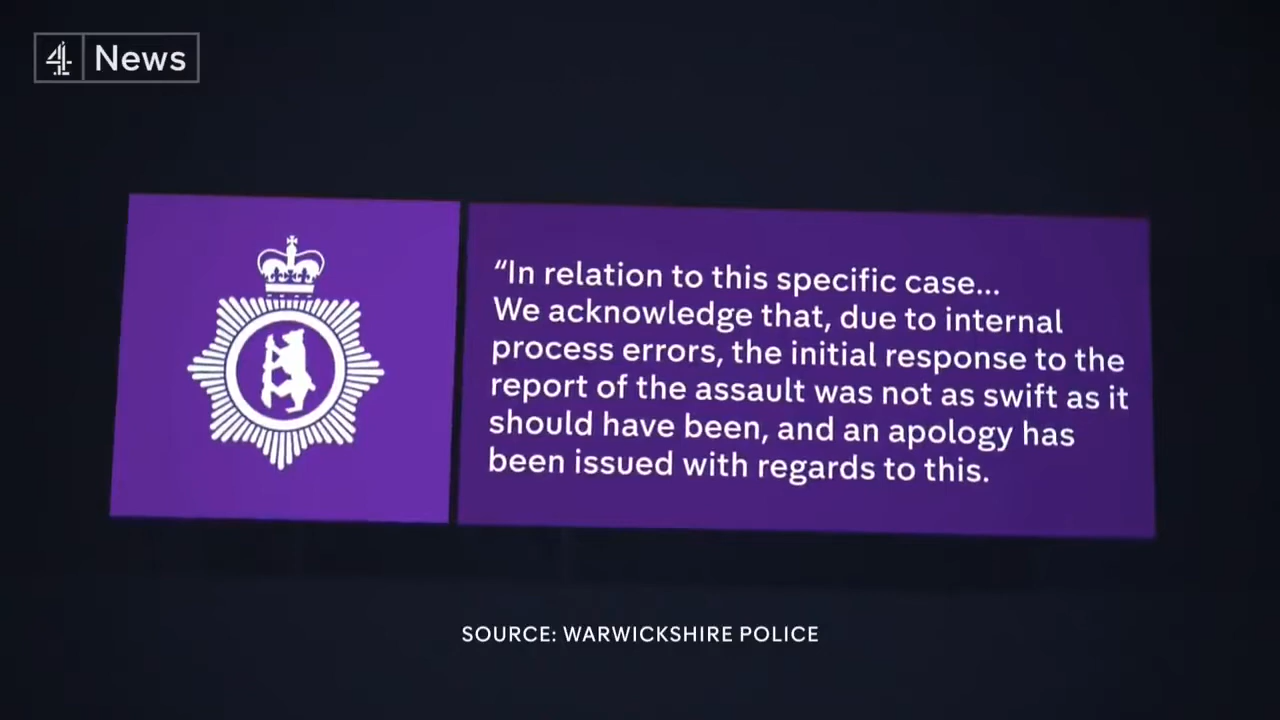 4 News
“In relation to this specific case...
We acknowledge that, due to internal
process errors, the initial response to the
report of the assault was not as swift as it
should have been, and an apology has
been issued with regards to this.
SOURCE: WARWICKSHIRE POLICE